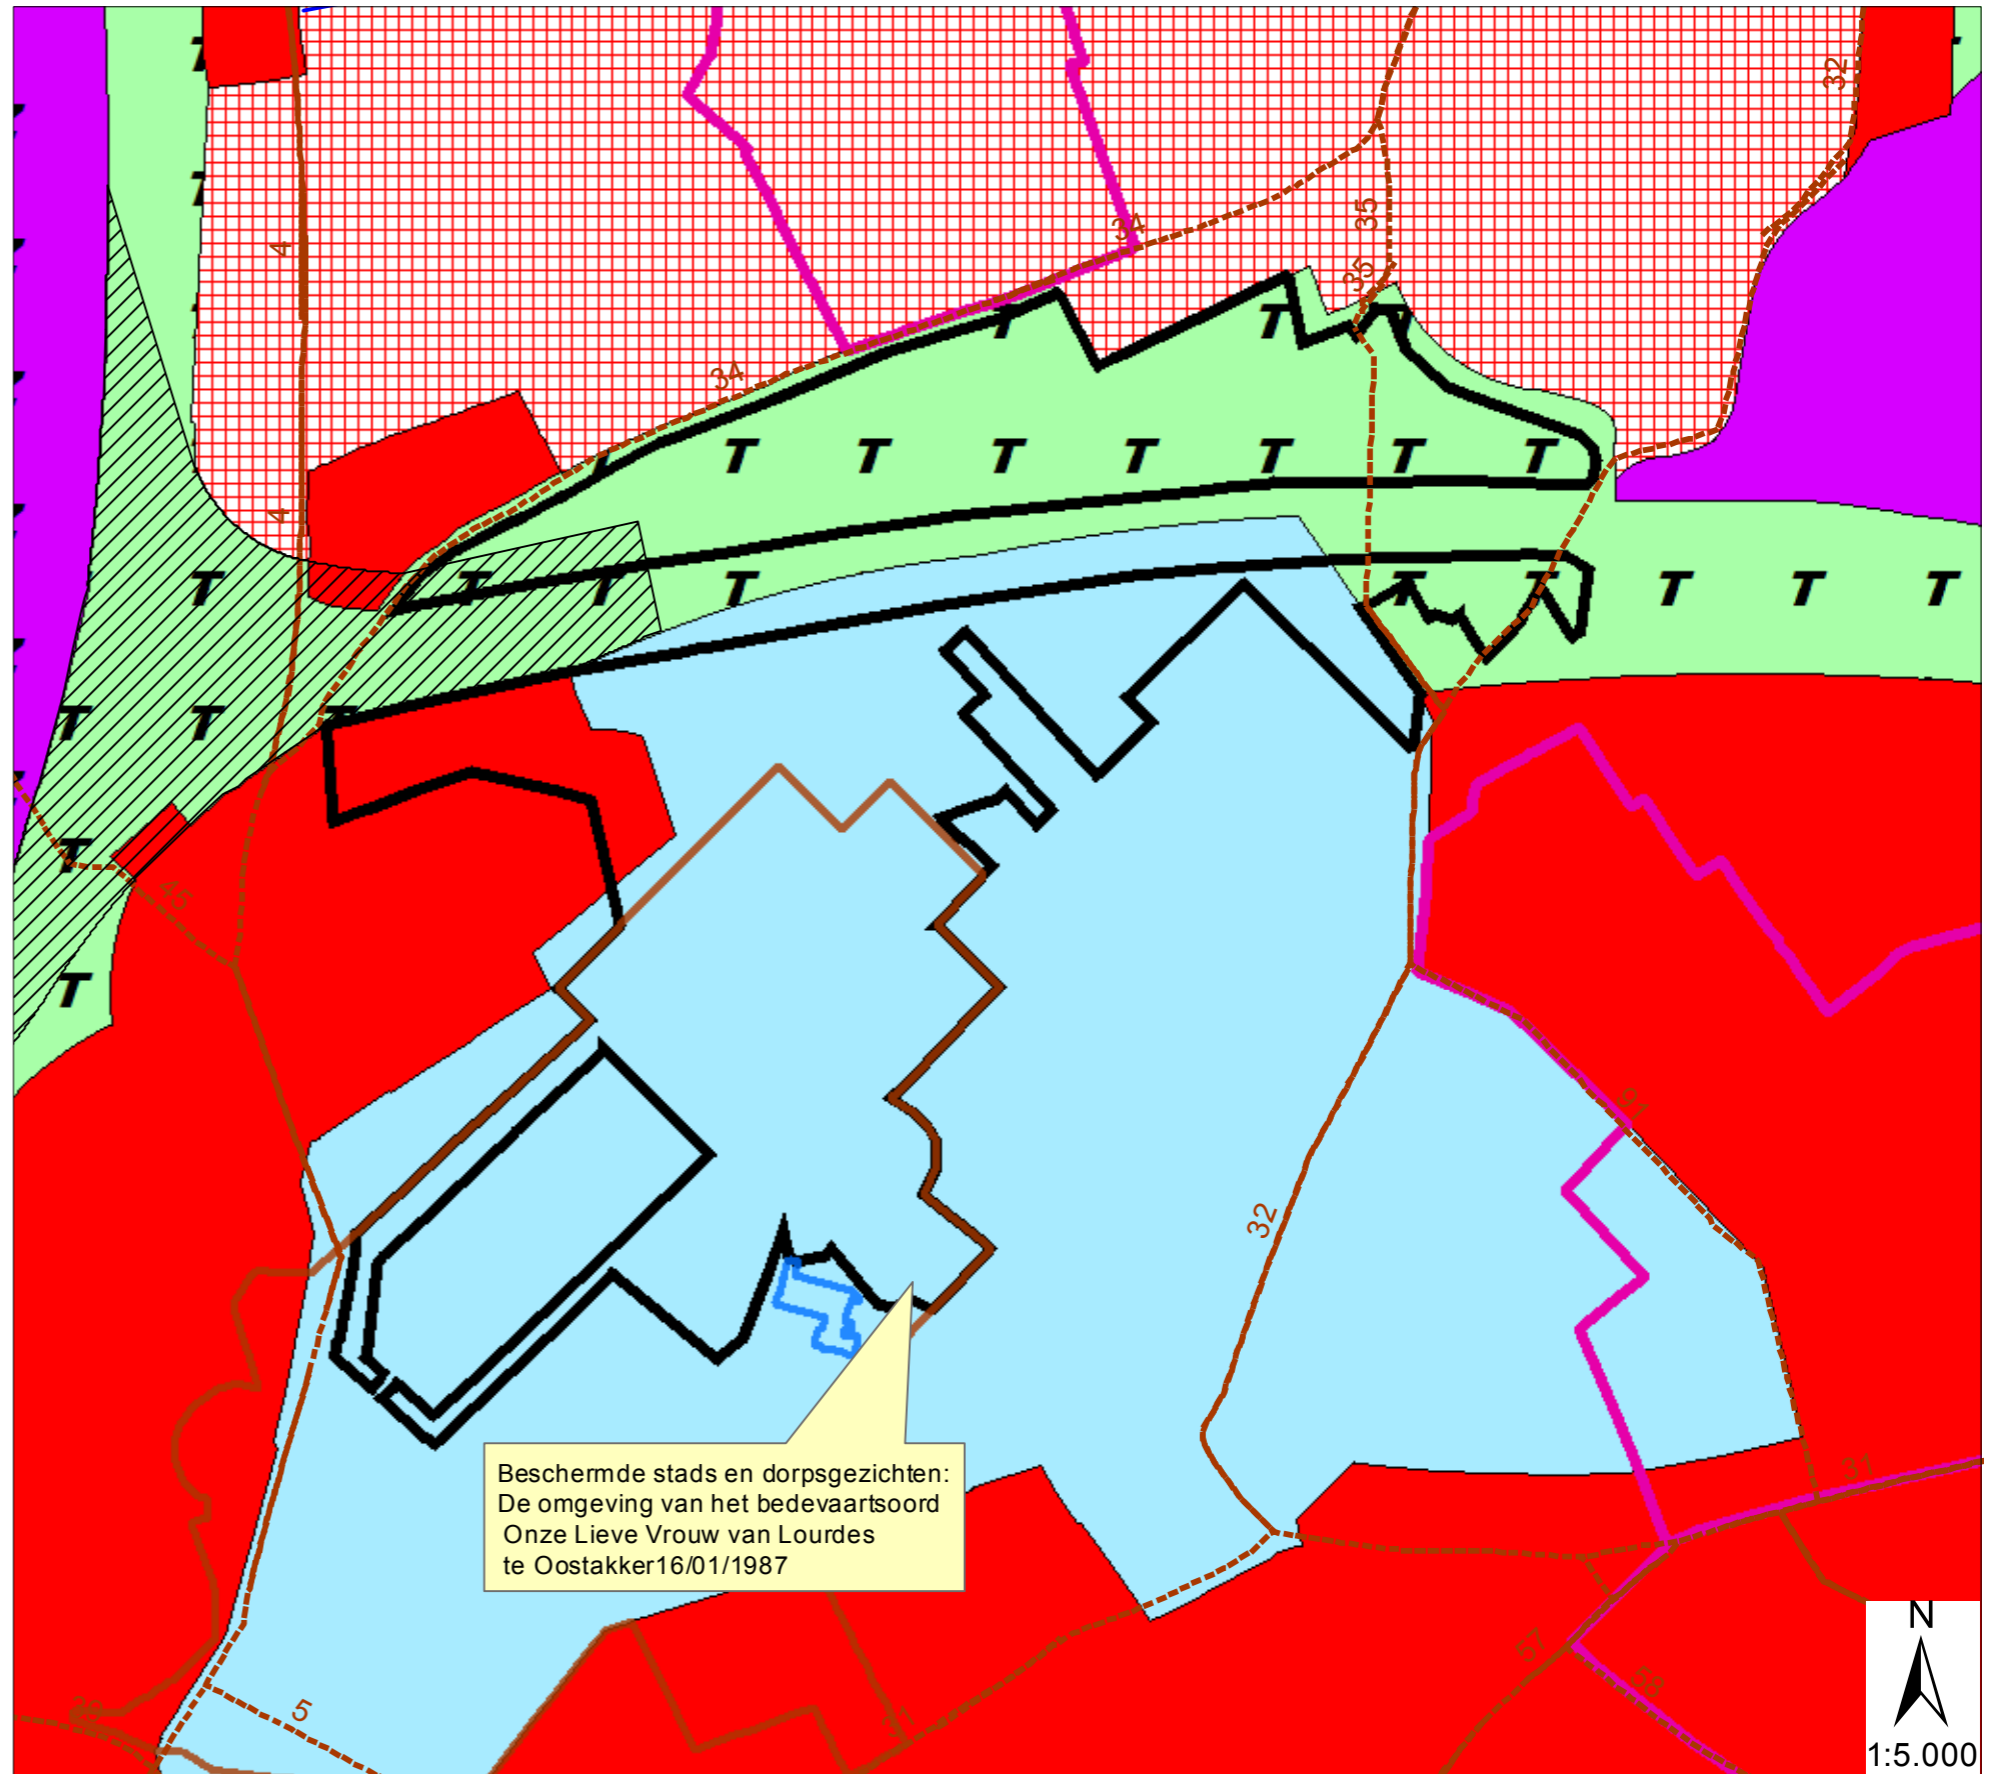 32
4
35
34
35
34
T T
T T T T T T T
4
T T T T T T T T T
T T T
T
45
T
91
32
Beschermde stads en dorpsgezichten:
De omgeving van het bedevaartsoord
Onze Lieve Vrouw van Lourdes
te Oostakker16/01/1987
31
N
57
58
5
31
1:5.000